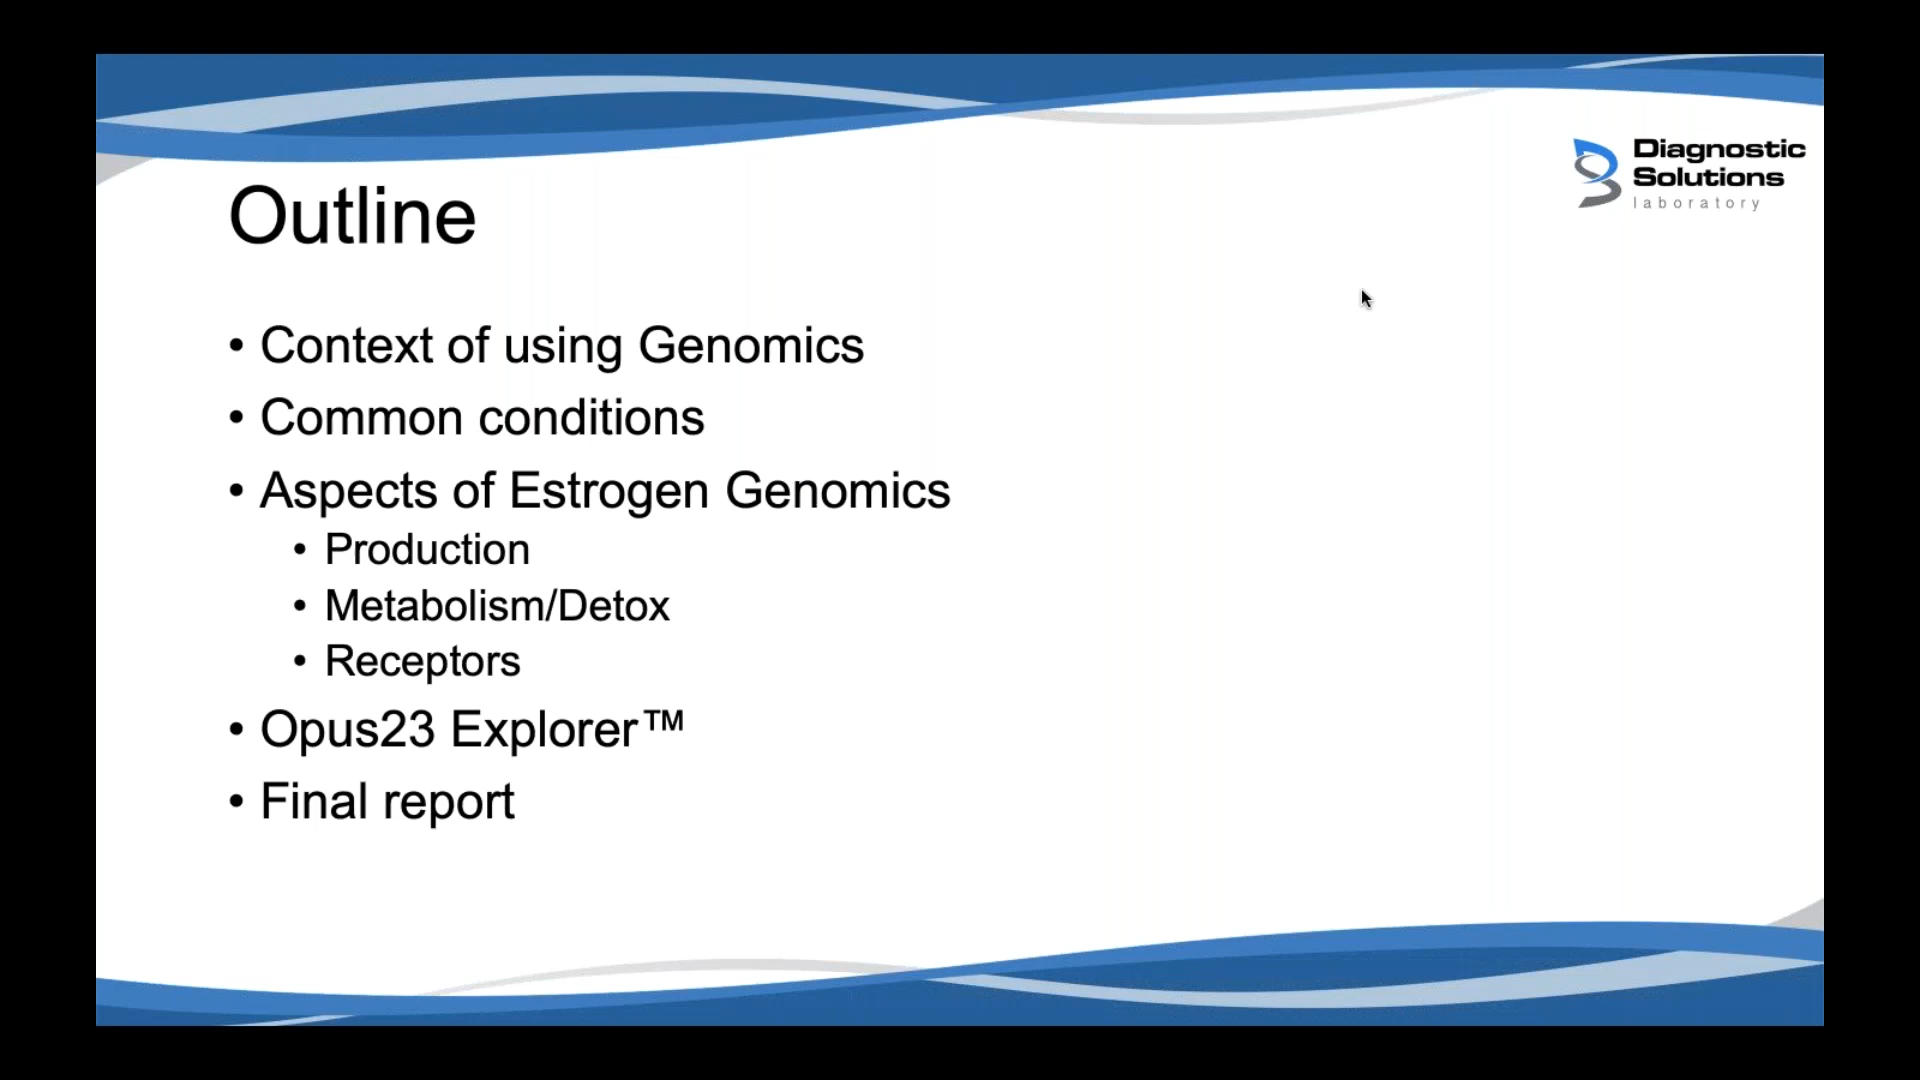 Diagnostic
Solutions
laboratory
Outline
• Context of using Genomics
• Common conditions
• Aspects of Estrogen Genomics
• Production
• Metabolism/Detox
• Receptors
• Opus23 Explorer™
• Final report